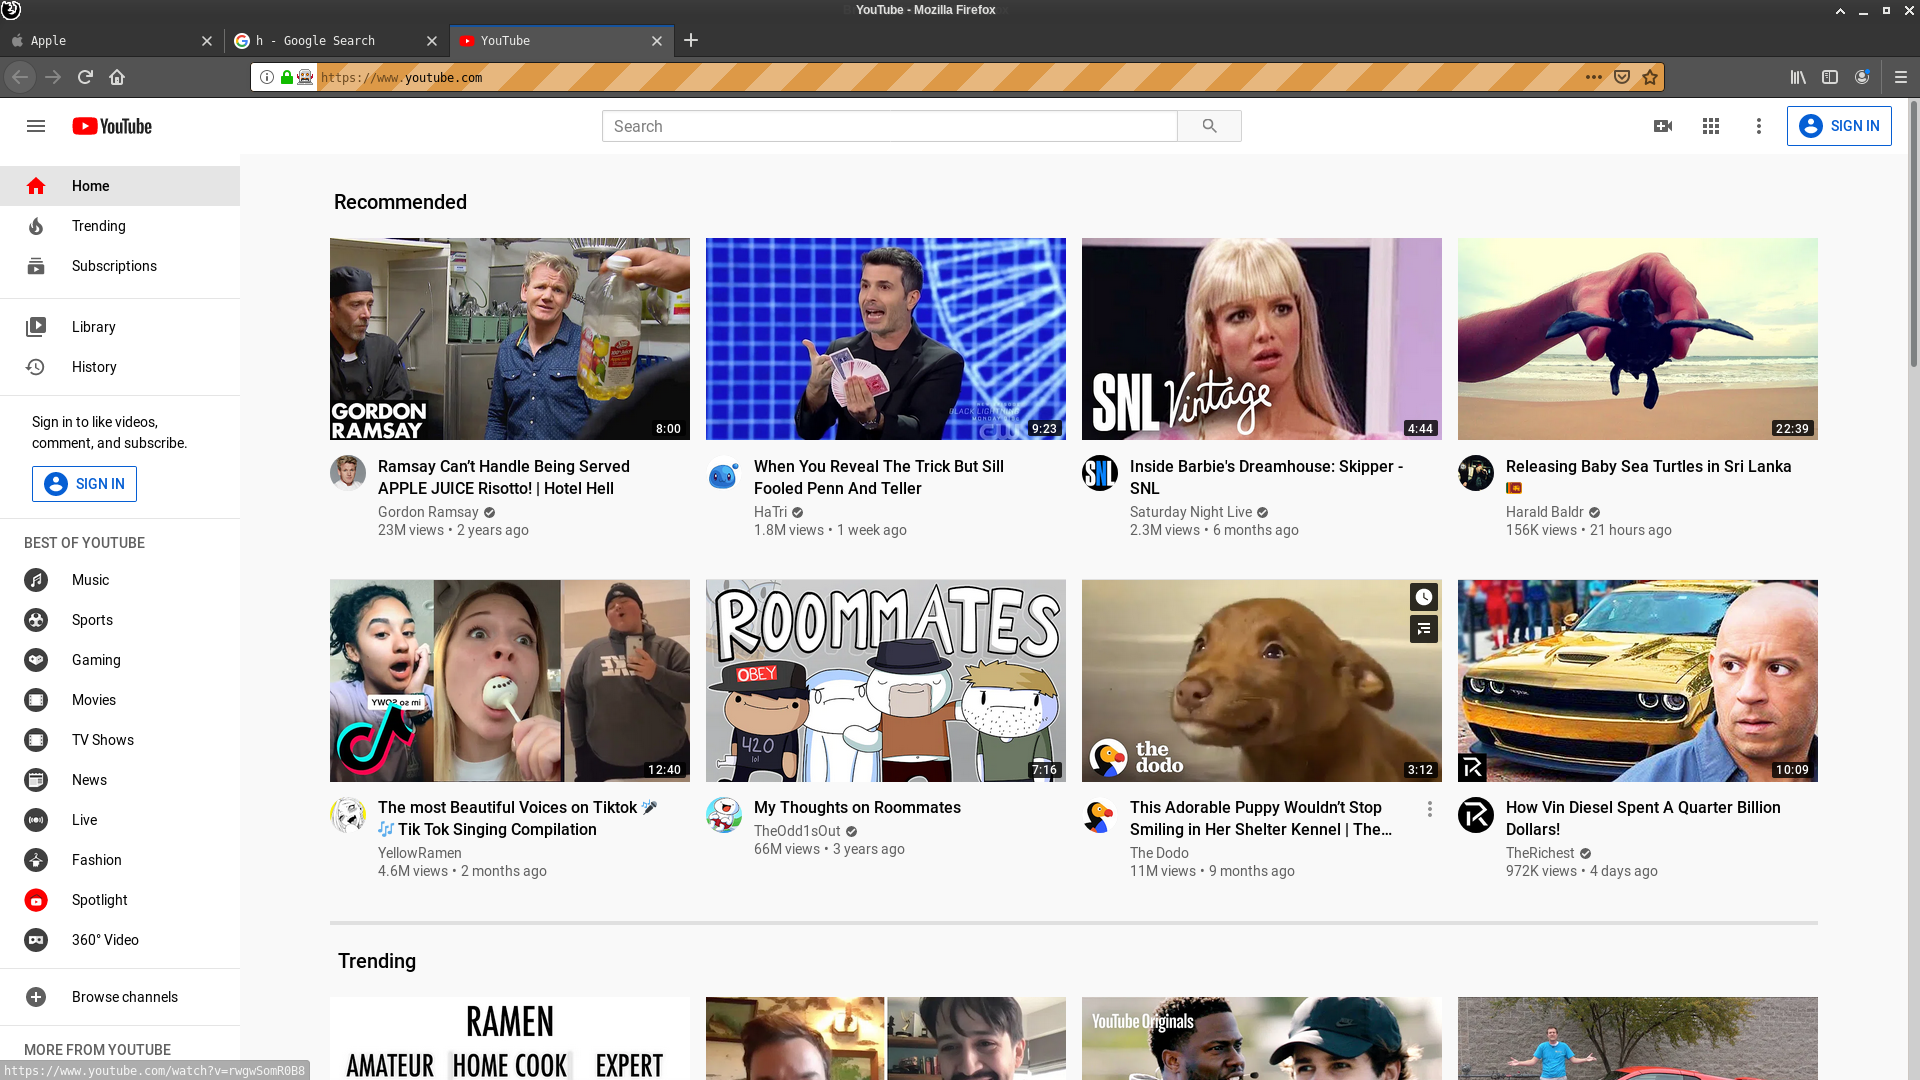 YouTube - Mozilla Firefox
Apple
h - Google Search
YouTube
https://www.youtube.com
YouTube
Search
SIGN IN
Home
Trending
Subscriptions
Library
History
Sign in to like videos,
comment, and subscribe.
SIGN IN
BEST OF YOUTUBE
Music
Sports
Gaming
Movies
TV Shows
News
Live
Fashion
Spotlight
360° Video
Browse channels
MORE FROM YOUTUBE
https://www.youtube.com/watch?v=rwgwSomR0B8
Recommended
GORDON
RAMSAY
8:00
Ramsay Can’t Handle Being Served
APPLE JUICE Risotto! | Hotel Hell
Gordon Ramsay
23M views • 2 years ago
BLACK LIGHTNING
9:23
When You Reveal The Trick But Sill
Fooled Penn And Teller
HaTri
1.8M views • 1 week ago
SNL Vintage
4:44
SNL
Inside Barbie's Dreamhouse: Skipper -
SNL
Saturday Night Live
2.3M views • 6 months ago
22:39
Releasing Baby Sea Turtles in Sri Lanka
🇱🇰
Harald Baldr
156K views • 21 hours ago
im so YWOP
12:40
The most Beautiful Voices on Tiktok 🎤
🎶 Tik Tok Singing Compilation
YellowRamen
4.6M views • 2 months ago
ROOMMATES
OBEY
420
lol
7:16
My Thoughts on Roommates
TheOdd1sOut
66M views • 3 years ago
the
dodo
3:12
This Adorable Puppy Wouldn’t Stop
Smiling in Her Shelter Kennel | The...
The Dodo
11M views • 9 months ago
R
10:09
R
How Vin Diesel Spent A Quarter Billion
Dollars!
TheRichest
972K views • 4 days ago
Trending
RAMEN
AMATEUR HOME COOK EXPERT
YouTube Originals